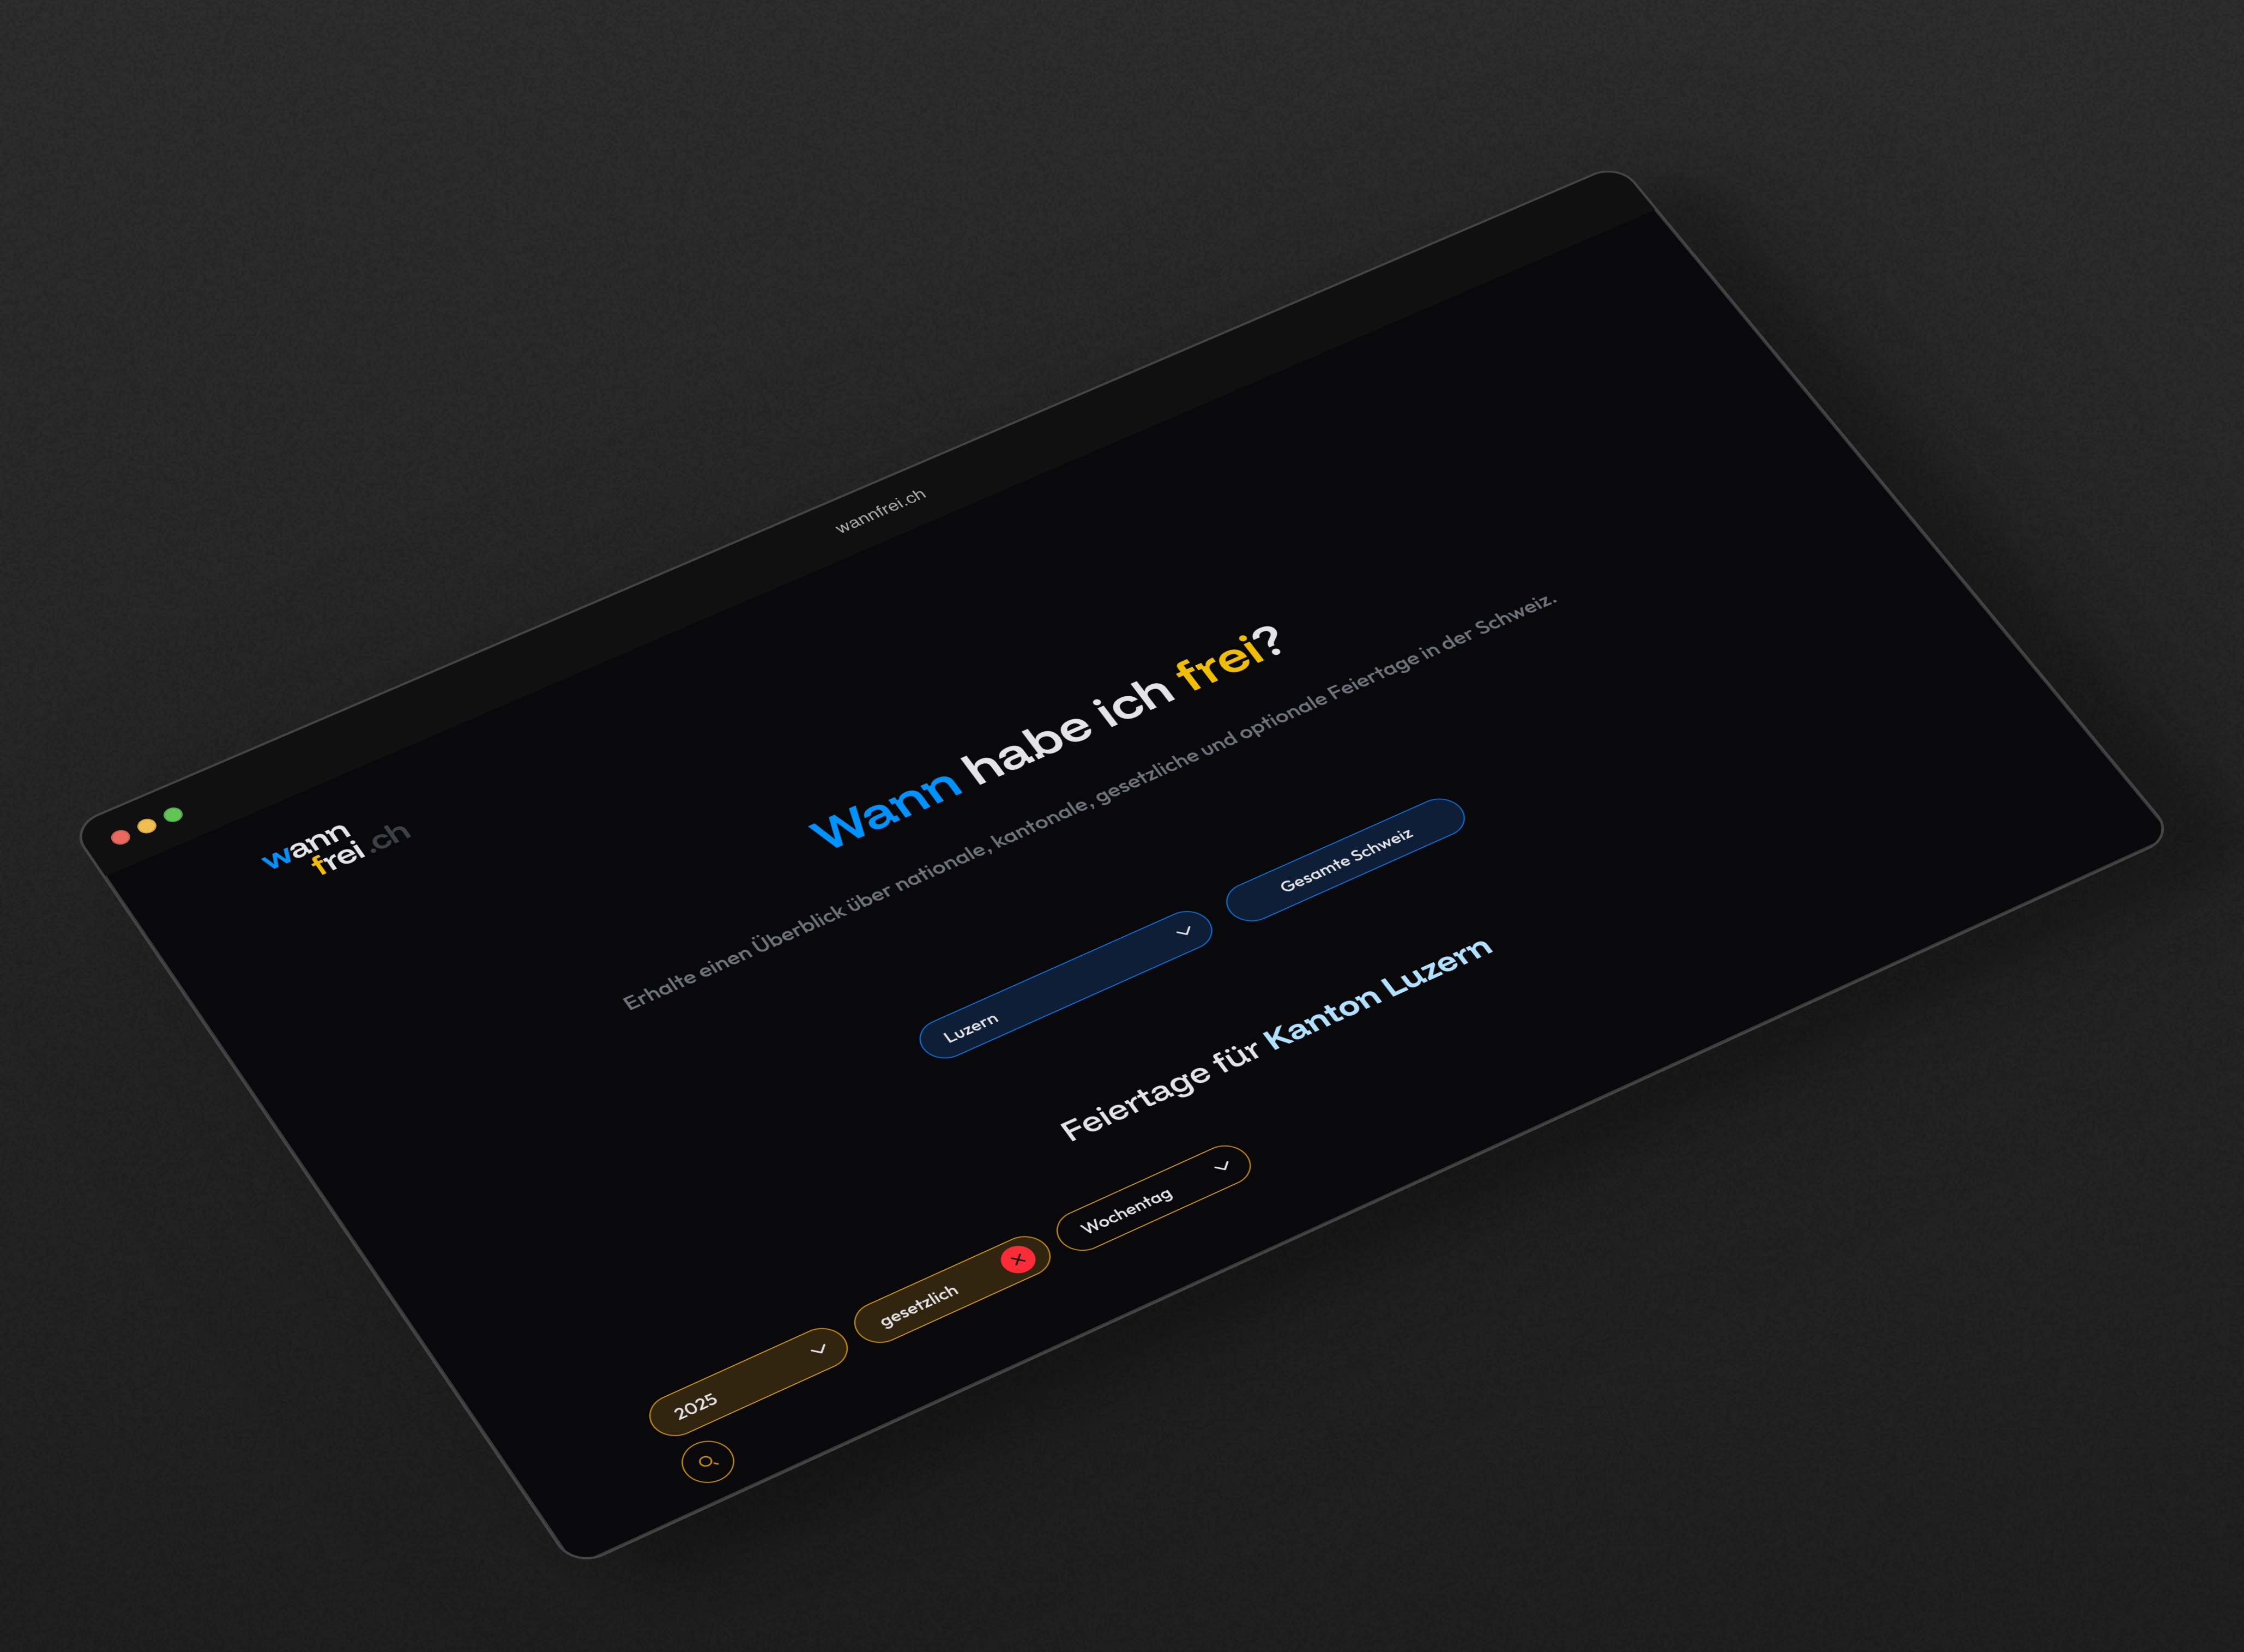 wannfrei.ch
wann
frei.ch
Wann habe ich frei?
Erhalte einen Überblick über nationale, kantonale, gesetzliche und optionale Feiertage in der Schweiz.
Luzern
Gesamte Schweiz
Feiertage für Kanton Luzern
2025
gesetzlich
Wochentag